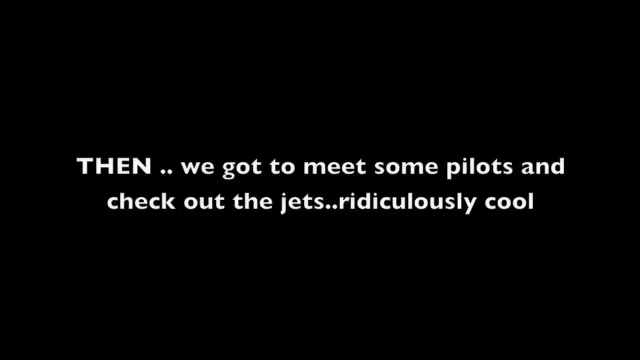 THEN .. we got to meet some pilots and
check out the jets..ridiculously cool